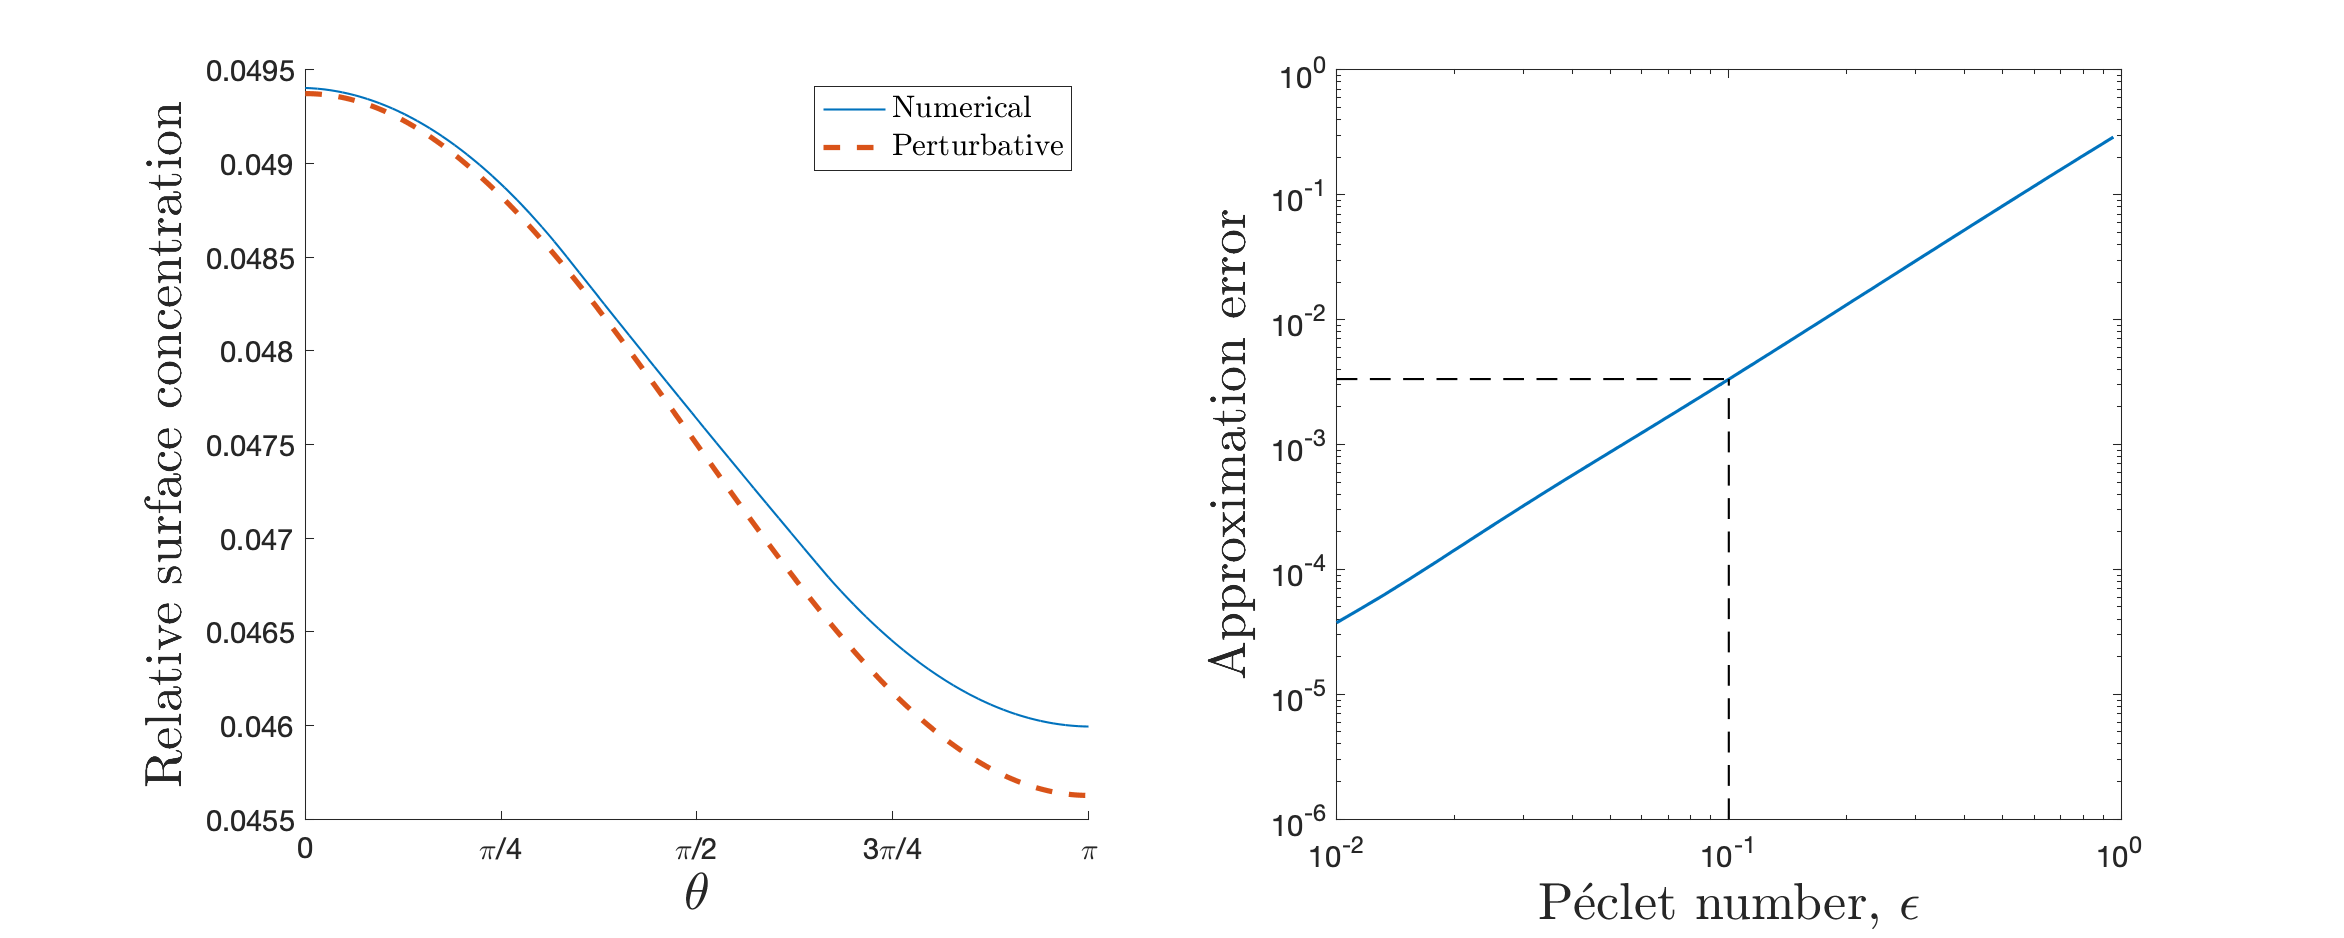 Relative surface concentration
0.0495
0.049
0.0485
0.048
0.0475
0.047
0.0465
0.046
0.0455
0
π/4
π/2
3π/4
π
θ
Numerical
Perturbative
Approximation error
10^0
10^-1
10^-2
10^-3
10^-4
10^-5
10^-6
10^-2
10^-1
10^0
Péclet number, ϵ